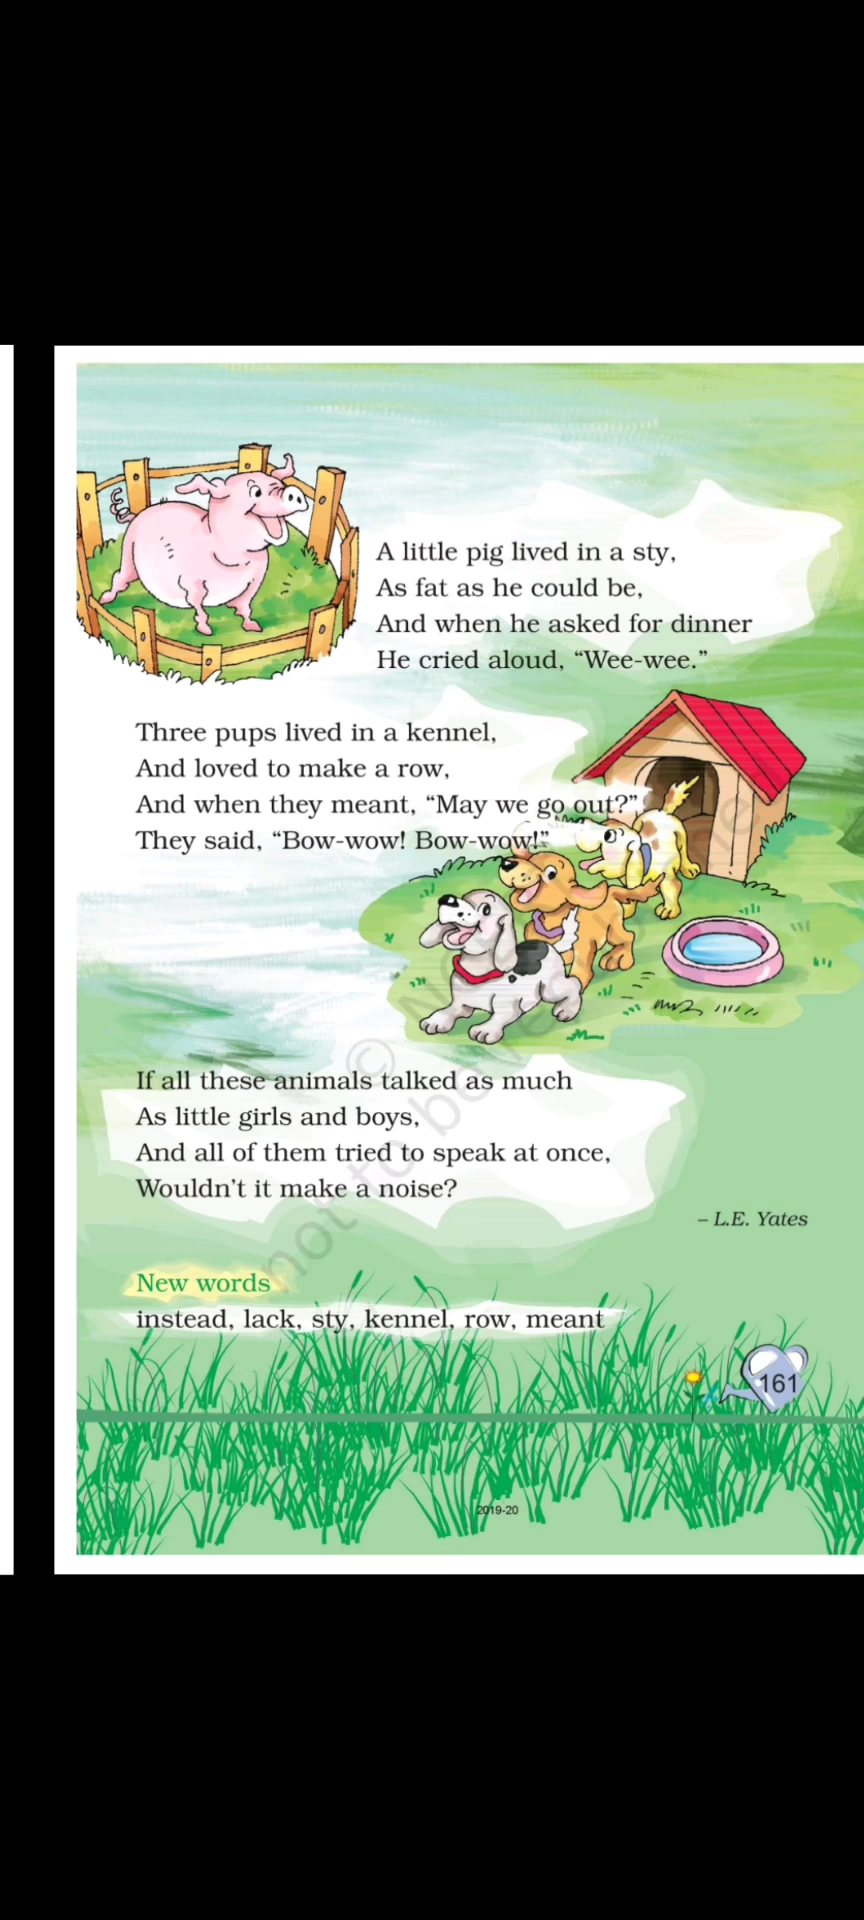 A little pig lived in a sty,
As fat as he could be,
And when he asked for dinner
He cried aloud, “Wee-wee.”
Three pups lived in a kennel,
And loved to make a row,
And when they meant, “May we go out?”
They said, “Bow-wow! Bow-wow!”
If all these animals talked as much
As little girls and boys,
And all of them tried to speak at once,
Wouldn’t it make a noise?
– L.E. Yates
New words
instead, lack, sty, kennel, row, meant
161
2019-20